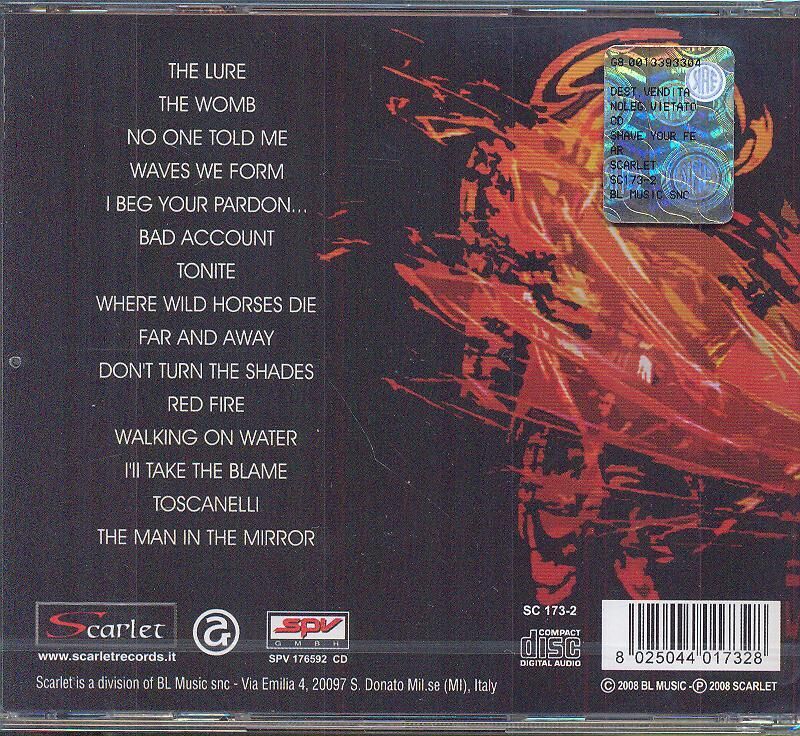 THE LURE
THE WOMB
NO ONE TOLD ME
WAVES WE FORM
I BEG YOUR PARDON...
BAD ACCOUNT
TONITE
WHERE WILD HORSES DIE
FAR AND AWAY
DON'T TURN THE SHADES
RED FIRE
WALKING ON WATER
I'll TAKE THE BLAME
TOSCANELLI
THE MAN IN THE MIRROR
G8 0013393304
SIAE
DEST.VENDITA
NOLEG.VIETATO
CD
SHAVE YOUR FE
AR
SCARLET
SC173-2
BL MUSIC SNC
Scarlet
www.scarletrecords.it
spv
GMBH
SPV 176592 CD
SC 173-2
COMPACT
disc
DIGITAL AUDIO
8 025044 017328
Scarlet is a division of BL Music snc - Via Emilia 4, 20097 S. Donato Mil.se (MI), Italy
© 2008 BL MUSIC - ℗ 2008 SCARLET